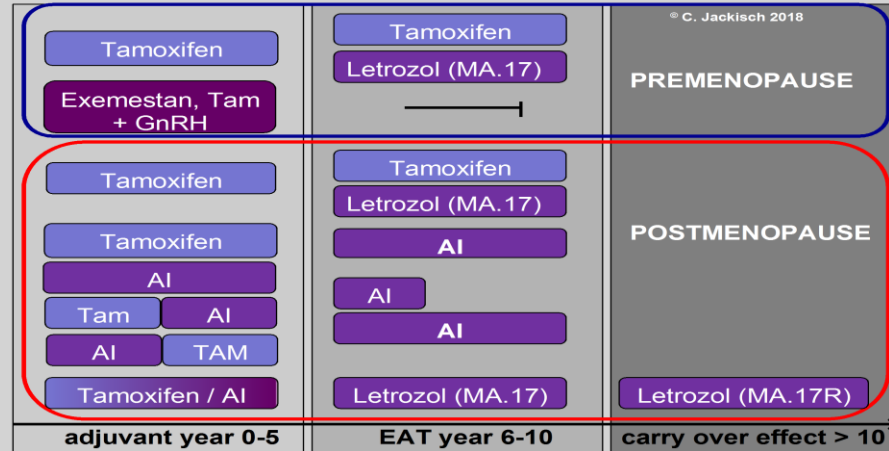 © C. Jackisch 2018
Tamoxifen
Exemestan, Tam
+ GnRH
Tamoxifen
Letrozol (MA.17)
PREMENOPAUSE
Tamoxifen
Tamoxifen
AI
Tam AI
AI TAM
Tamoxifen / AI
Tamoxifen
Letrozol (MA.17)
AI
AI
AI
Letrozol (MA.17)
POSTMENOPAUSE
Letrozol (MA.17R)
adjuvant year 0-5
EAT year 6-10
carry over effect > 10